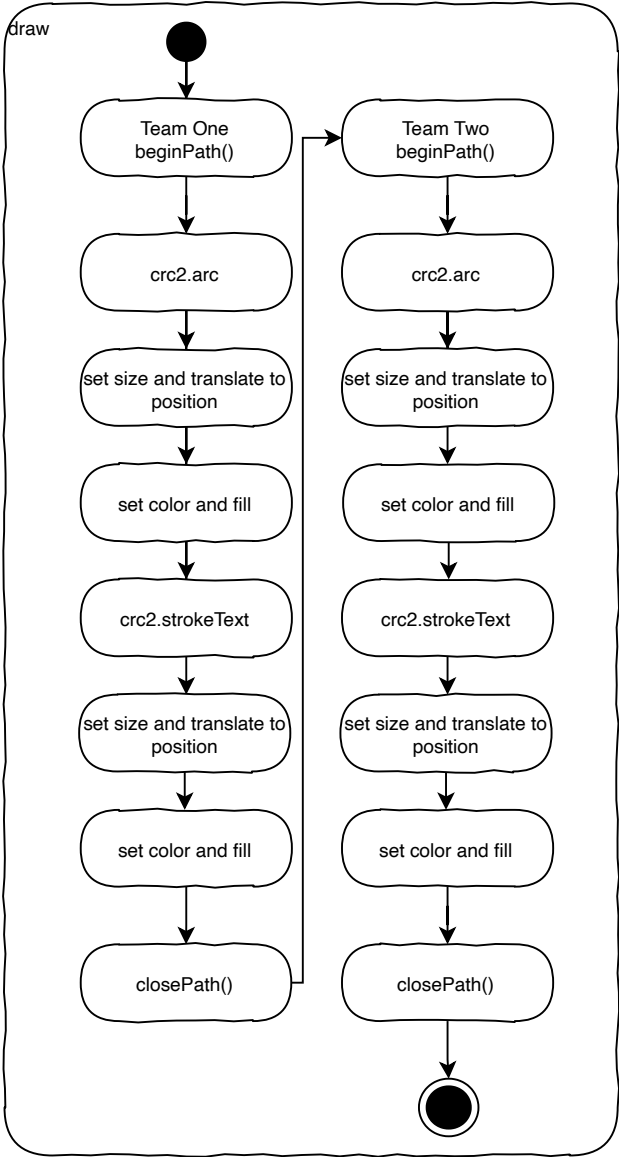 draw
Team One
beginPath()
crc2.arc
set size and translate to
position
set color and fill
crc2.strokeText
set size and translate to
position
set color and fill
closePath()
Team Two
beginPath()
crc2.arc
set size and translate to
position
set color and fill
crc2.strokeText
set size and translate to
position
set color and fill
closePath()